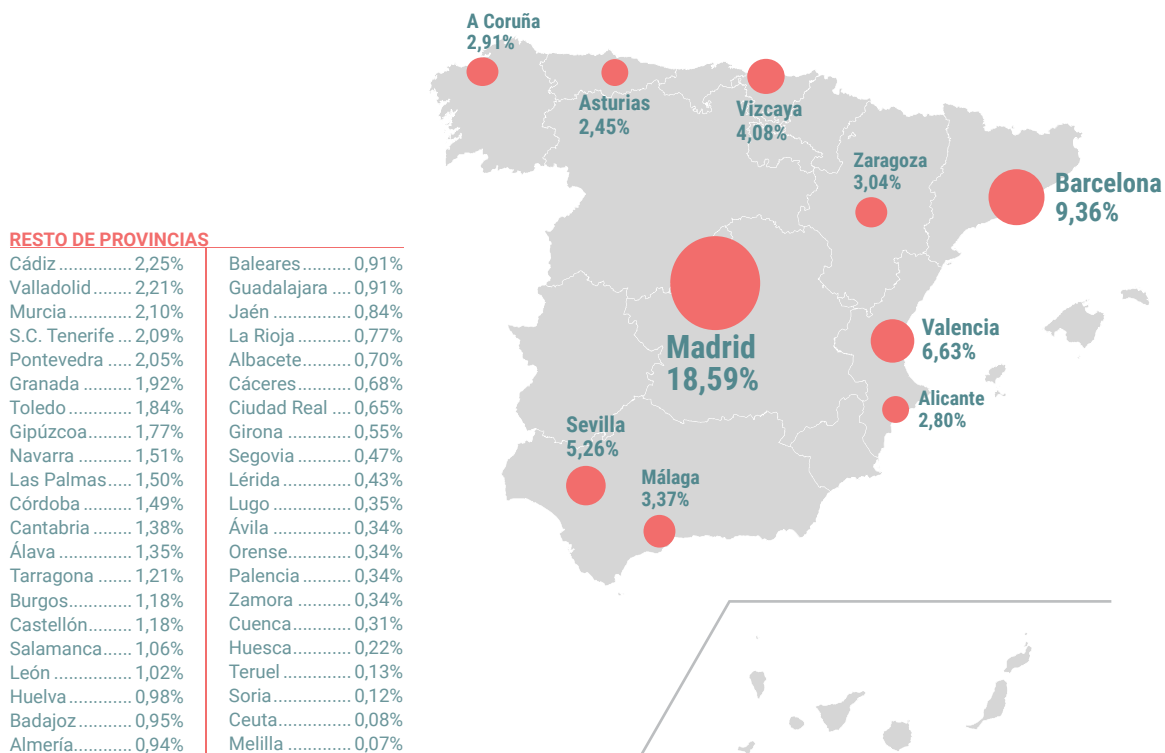 A Coruña
2,91%
Asturias
2,45%
Vizcaya
4,08%
Zaragoza
3,04%
Barcelona
9,36%
Madrid
18,59%
Valencia
6,63%
Alicante
2,80%
Sevilla
5,26%
Málaga
3,37%
RESTO DE PROVINCIAS
Cádiz .............. 2,25%
Valladolid ........ 2,21%
Murcia ............ 2,10%
S.C. Tenerife ... 2,09%
Pontevedra ..... 2,05%
Granada ......... 1,92%
Toledo ............ 1,84%
Gipúzcoa ........ 1,77%
Navarra .......... 1,51%
Las Palmas ..... 1,50%
Córdoba ......... 1,49%
Cantabria ........ 1,38%
Álava .............. 1,35%
Tarragona ....... 1,21%
Burgos ............ 1,18%
Castellón ........ 1,18%
Salamanca ...... 1,06%
León ............... 1,02%
Huelva ............ 0,98%
Badajoz .......... 0,95%
Almería ........... 0,94%
Baleares .......... 0,91%
Guadalajara .... 0,91%
Jaén ............... 0,84%
La Rioja .......... 0,77%
Albacete .......... 0,70%
Cáceres .......... 0,68%
Ciudad Real .... 0,65%
Girona ............ 0,55%
Segovia .......... 0,47%
Lérida ............. 0,43%
Lugo ............... 0,35%
Ávila ............... 0,34%
Orense ............ 0,34%
Palencia .......... 0,34%
Zamora .......... 0,34%
Cuenca ............ 0,31%
Huesca ............ 0,22%
Teruel ............. 0,13%
Soria ............... 0,12%
Ceuta .............. 0,08%
Melilla ............ 0,07%